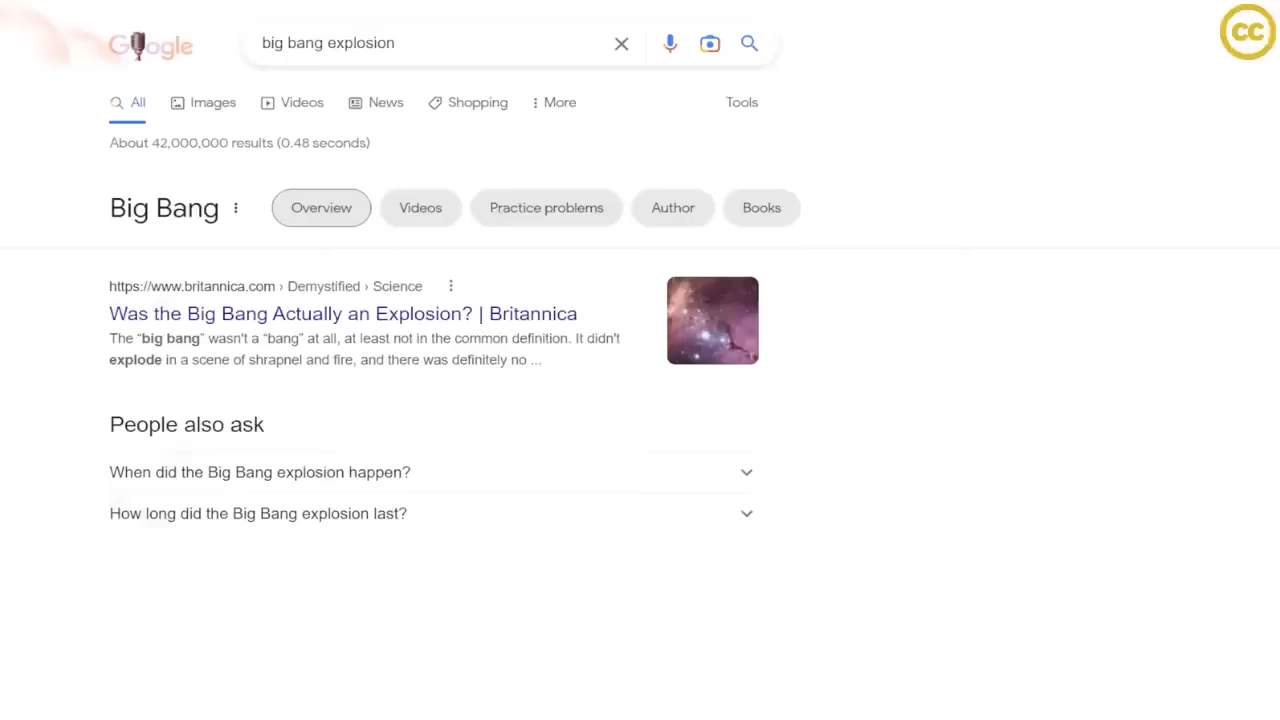 Google
big bang explosion
CC
All Images Videos News Shopping More Tools
About 42,000,000 results (0.48 seconds)
Big Bang Overview Videos Practice problems Author Books
https://www.britannica.com › Demystified › Science
Was the Big Bang Actually an Explosion? | Britannica
The “big bang” wasn't a “bang” at all, at least not in the common definition. It didn't
explode in a scene of shrapnel and fire, and there was definitely no ...
People also ask
When did the Big Bang explosion happen?
How long did the Big Bang explosion last?